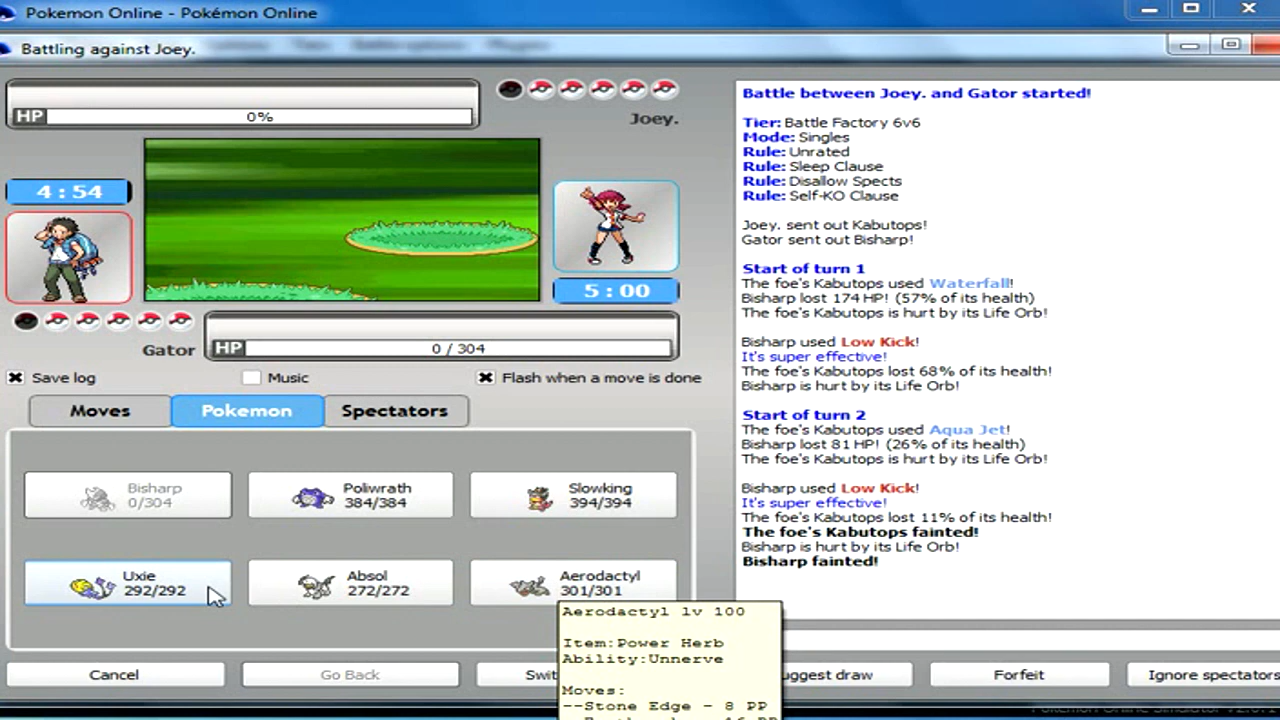 Pokemon Online - Pokémon Online
Battling against Joey.
HP 0%
Joey.
4:54
5:00
Gator
HP 0 / 304
Save log
Music
Flash when a move is done
Moves
Pokemon
Spectators
Bisharp
0/304
Poliwrath
384/384
Slowking
394/394
Uxie
292/292
Absol
272/272
Aerodactyl
301/301
Aerodactyl lv 100
Item:Power Herb
Ability:Unnerve
Moves:
--Stone Edge - 8 PP
Cancel
Go Back
Swit
uggest draw
Forfeit
Ignore spectators
Battle between Joey. and Gator started!
Tier: Battle Factory 6v6
Mode: Singles
Rule: Unrated
Rule: Sleep Clause
Rule: Disallow Spects
Rule: Self-KO Clause
Joey. sent out Kabutops!
Gator sent out Bisharp!
Start of turn 1
The foe's Kabutops used Waterfall!
Bisharp lost 174 HP! (57% of its health)
The foe's Kabutops is hurt by its Life Orb!
Bisharp used Low Kick!
It's super effective!
The foe's Kabutops lost 68% of its health!
Bisharp is hurt by its Life Orb!
Start of turn 2
The foe's Kabutops used Aqua Jet!
Bisharp lost 81 HP! (26% of its health)
The foe's Kabutops is hurt by its Life Orb!
Bisharp used Low Kick!
It's super effective!
The foe's Kabutops lost 11% of its health!
The foe's Kabutops fainted!
Bisharp is hurt by its Life Orb!
Bisharp fainted!